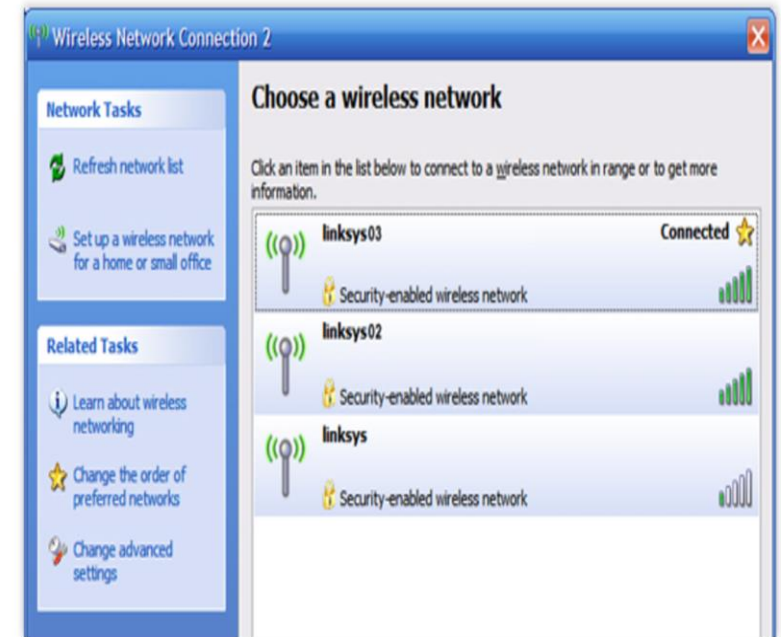 Wireless Network Connection 2
Network Tasks
Refresh network list
Set up a wireless network
for a home or small office
Related Tasks
Learn about wireless
networking
Change the order of
preferred networks
Change advanced
settings
Choose a wireless network
Click an item in the list below to connect to a wireless network in range or to get more
information.
linksys03 Connected
Security-enabled wireless network
linksys02
Security-enabled wireless network
linksys
Security-enabled wireless network